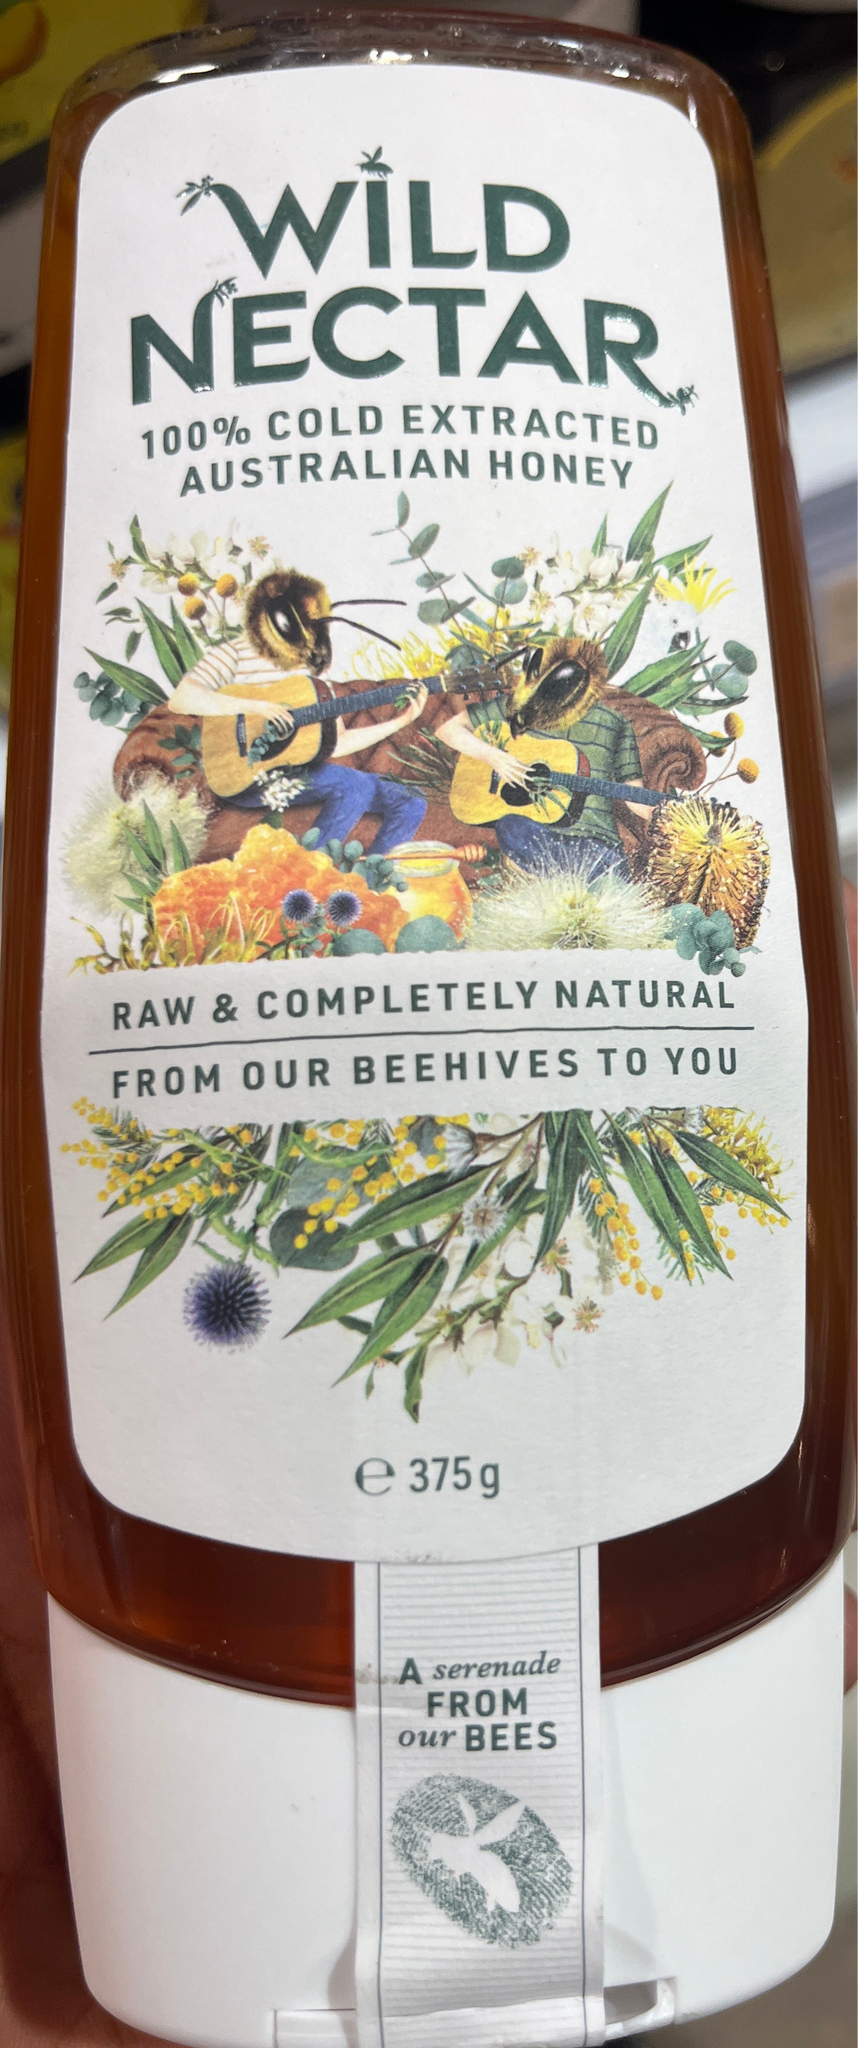 WiLD
NECTAR
100% COLD EXTRACTED
AUSTRALIAN HONEY
RAW & COMPLETELY NATURAL
FROM OUR BEEHIVES TO YOU
℮ 375g
A serenade
FROM
our BEES